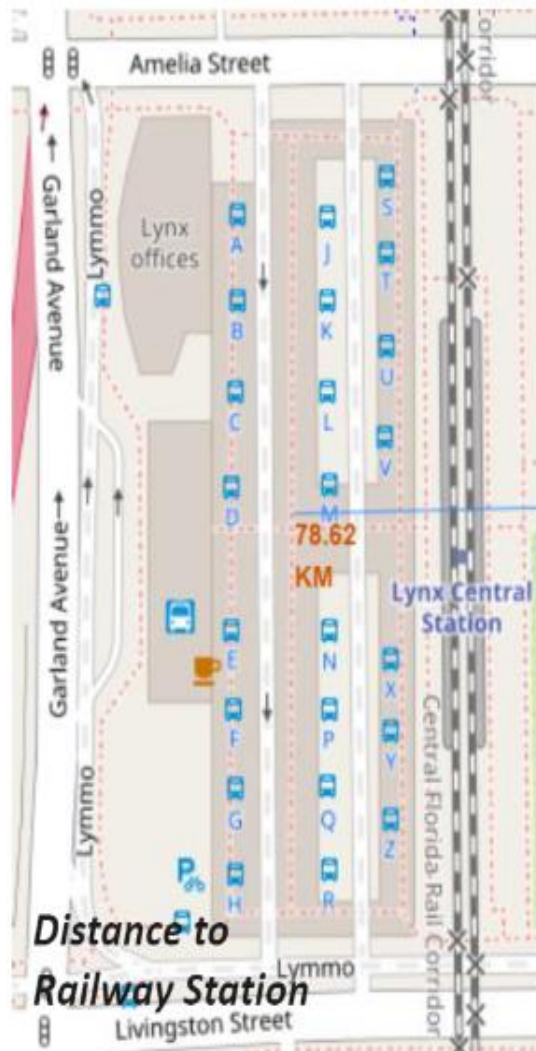 orridor
Amelia Street
Garland Avenue
Lymmo
Lynx
offices
A
J
S
B
K
T
C
L
U
D
M
V
78.62
KM
Lynx Central
Station
Garland Avenue
E
N
X
F
P
Y
G
Q
Z
H
R
Central Florida Rail Corridor
Lymmo
P
Distance to
Railway Station
Lymmo
Livingston Street